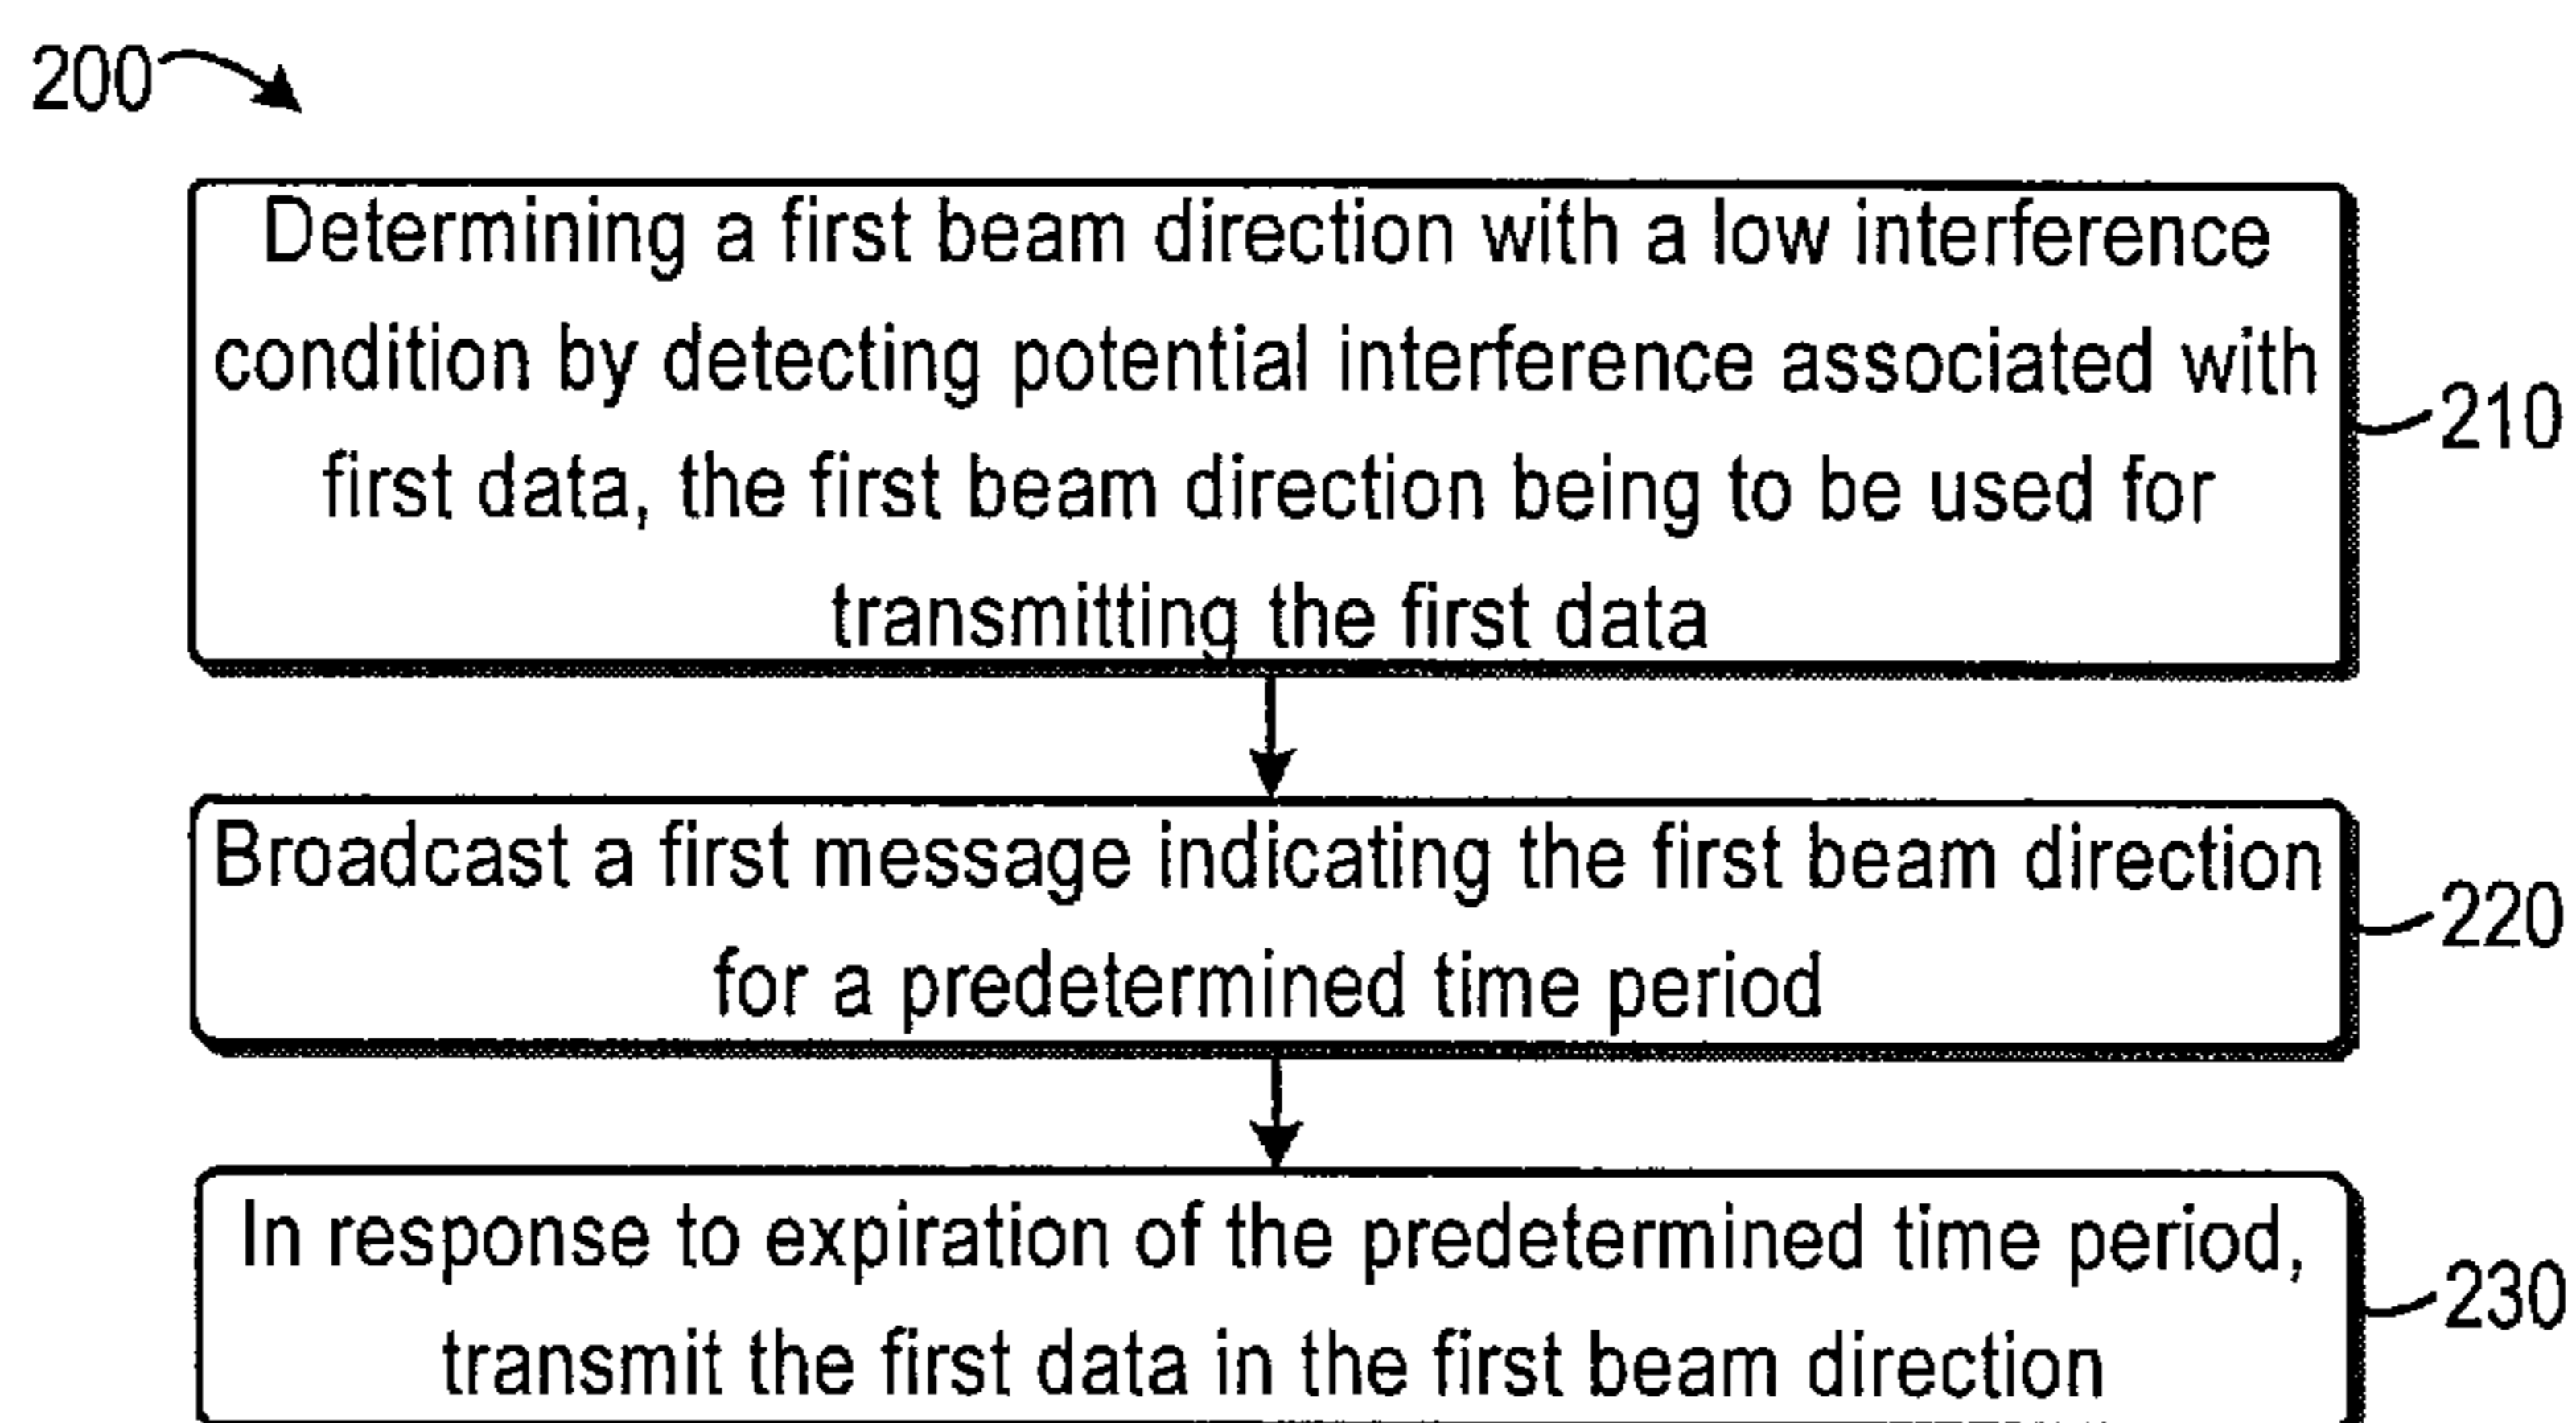 200
Determining a first beam direction with a low interference
condition by detecting potential interference associated with
first data, the first beam direction being to be used for
transmitting the first data
210
Broadcast a first message indicating the first beam direction
for a predetermined time period
220
In response to expiration of the predetermined time period,
transmit the first data in the first beam direction
230